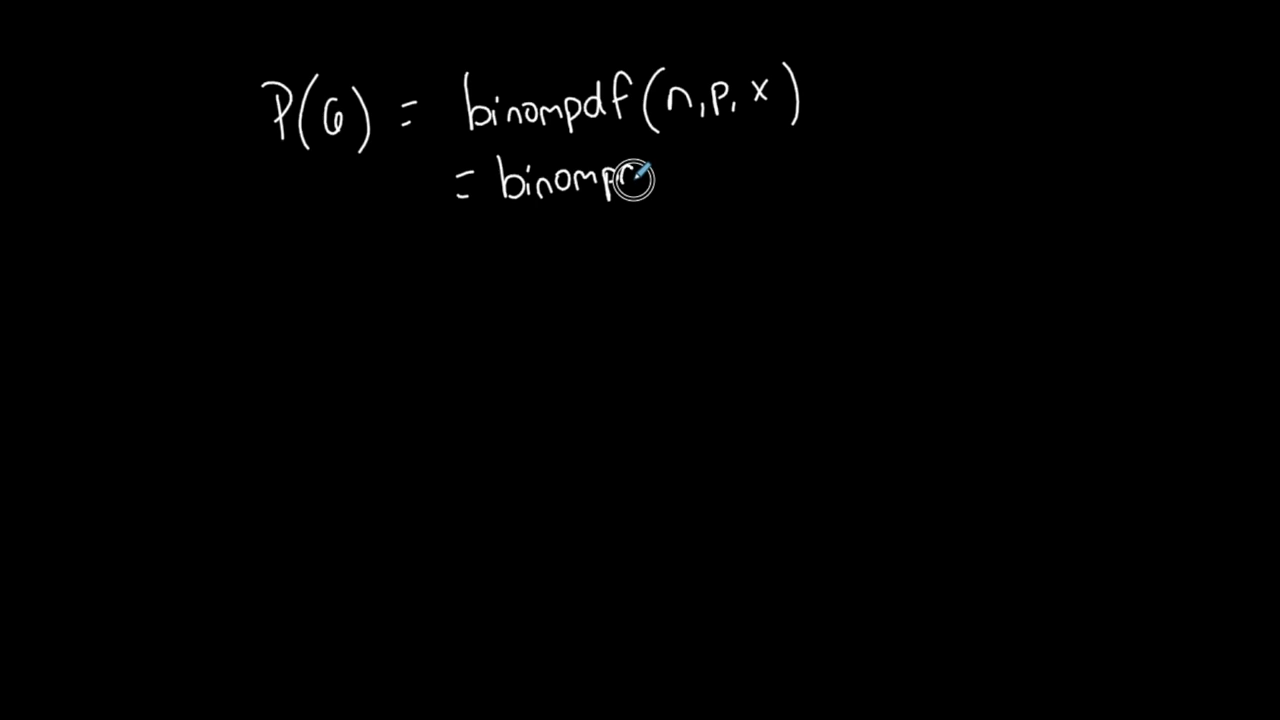 P(6) = binompdf(n, p, x)
= binomp